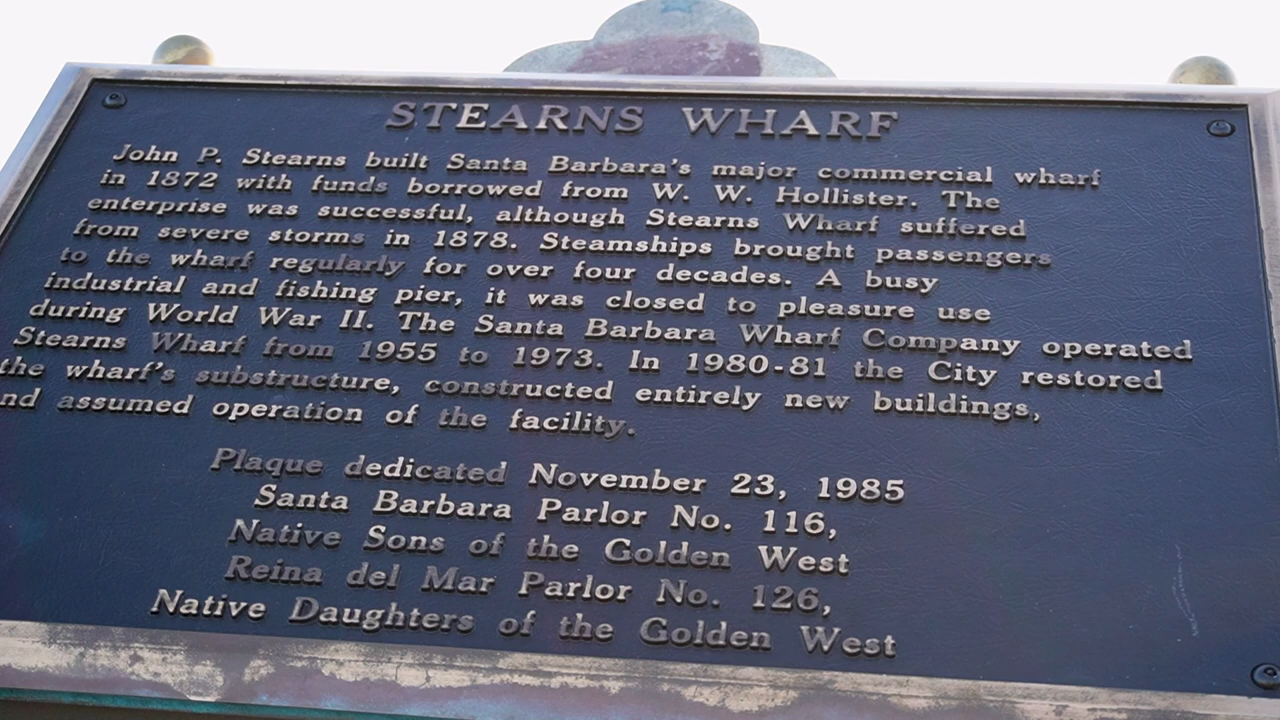 STEARNS WHARF
John P. Stearns built Santa Barbara's major commercial wharf
in 1872 with funds borrowed from W. W. Hollister. The
enterprise was successful, although Stearns Wharf suffered
from severe storms in 1878. Steamships brought passengers
to the wharf regularly for over four decades. A busy
industrial and fishing pier, it was closed to pleasure use
during World War II. The Santa Barbara Wharf Company operated
Stearns Wharf from 1955 to 1973. In 1980-81 the City restored
the wharf's substructure, constructed entirely new buildings,
nd assumed operation of the facility.
Plaque dedicated November 23, 1985
Santa Barbara Parlor No. 116,
Native Sons of the Golden West
Reina del Mar Parlor No. 126,
Native Daughters of the Golden West